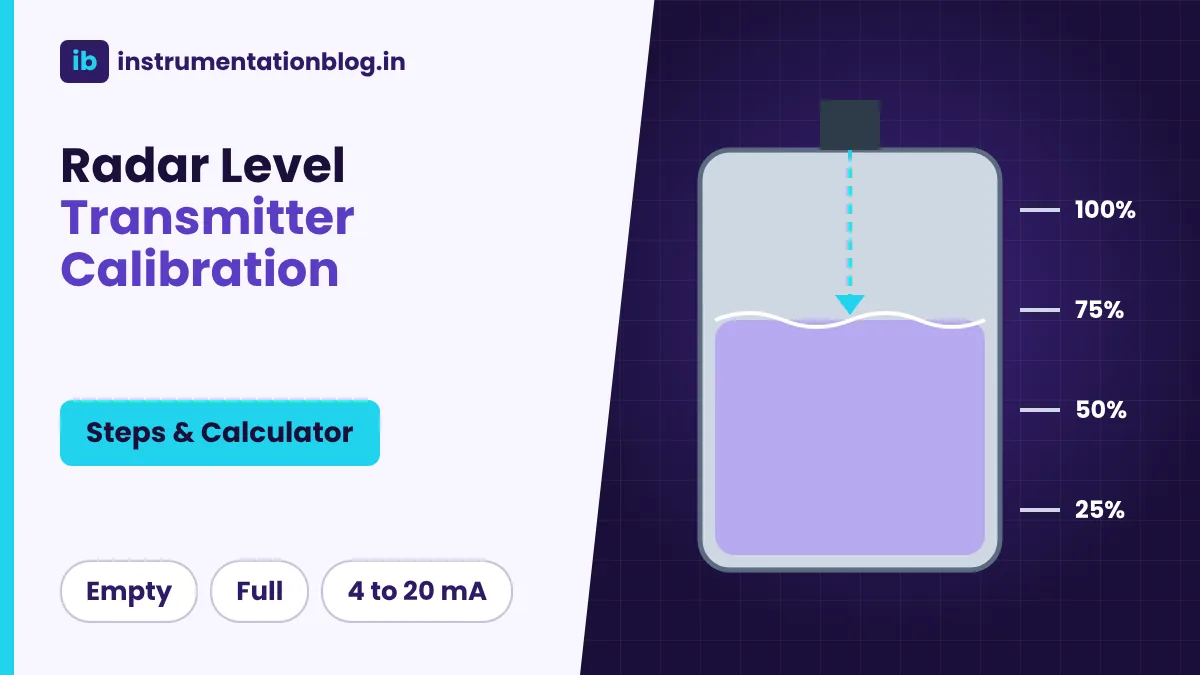 ib instrumentationblog.in
Radar Level
Transmitter
Calibration
Steps & Calculator
Empty Full 4 to 20 mA
100%
75%
50%
25%